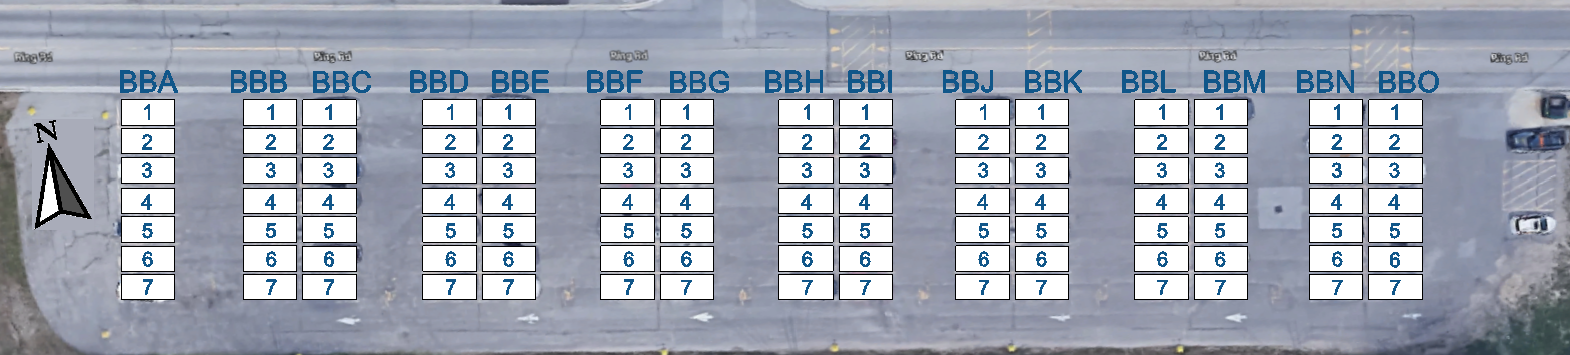 Ring Rd Ring Rd Ring Rd Ring Rd Ring Rd Ring Rd
BBA BBB BBC BBD BBE BBF BBG BBH BBI BBJ BBK BBL BBM BBN BBO
1 1 1 1 1 1 1 1 1 1 1 1 1 1 1
2 2 2 2 2 2 2 2 2 2 2 2 2 2 2
N
3 3 3 3 3 3 3 3 3 3 3 3 3 3 3
4 4 4 4 4 4 4 4 4 4 4 4 4 4 4
5 5 5 5 5 5 5 5 5 5 5 5 5 5 5
6 6 6 6 6 6 6 6 6 6 6 6 6 6 6
7 7 7 7 7 7 7 7 7 7 7 7 7 7 7